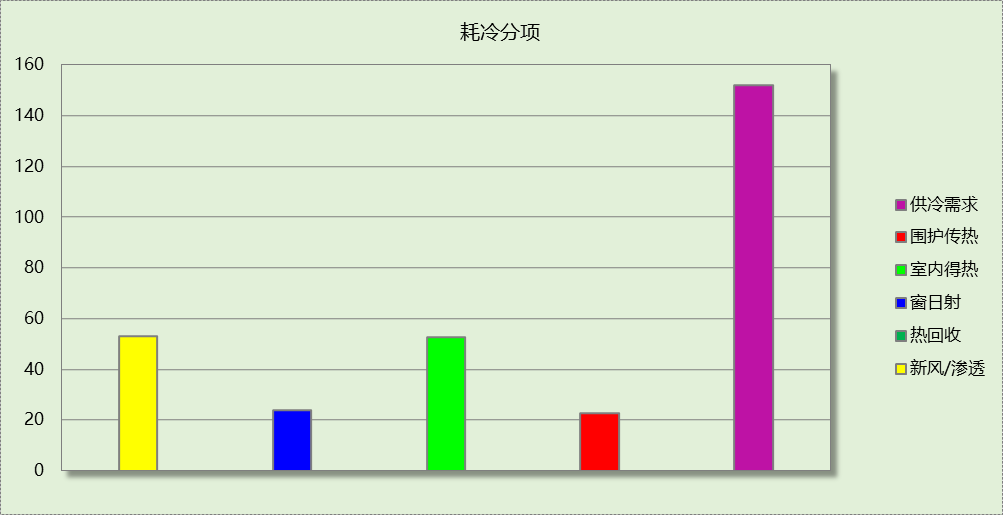 耗冷分项
160
140
120
100
80
60
40
20
0
供冷需求
围护传热
室内得热
窗日射
热回收
新风/渗透